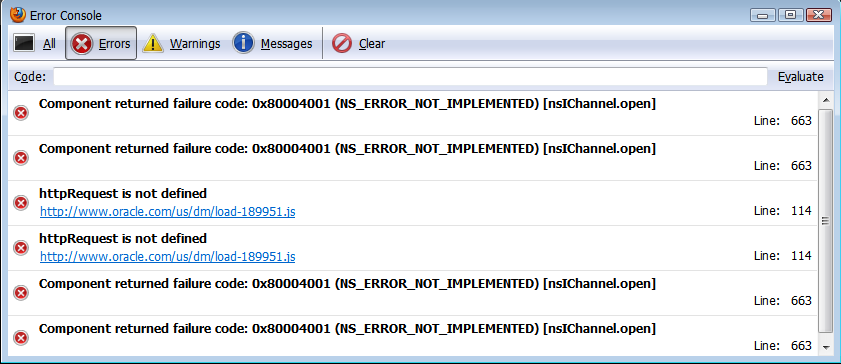 Error Console
All Errors Warnings Messages Clear
Code: Evaluate
Component returned failure code: 0x80004001 (NS_ERROR_NOT_IMPLEMENTED) [nsIChannel.open]
Line: 663
Component returned failure code: 0x80004001 (NS_ERROR_NOT_IMPLEMENTED) [nsIChannel.open]
Line: 663
httpRequest is not defined
http://www.oracle.com/us/dm/load-189951.js Line: 114
httpRequest is not defined
http://www.oracle.com/us/dm/load-189951.js Line: 114
Component returned failure code: 0x80004001 (NS_ERROR_NOT_IMPLEMENTED) [nsIChannel.open]
Line: 663
Component returned failure code: 0x80004001 (NS_ERROR_NOT_IMPLEMENTED) [nsIChannel.open]
Line: 663